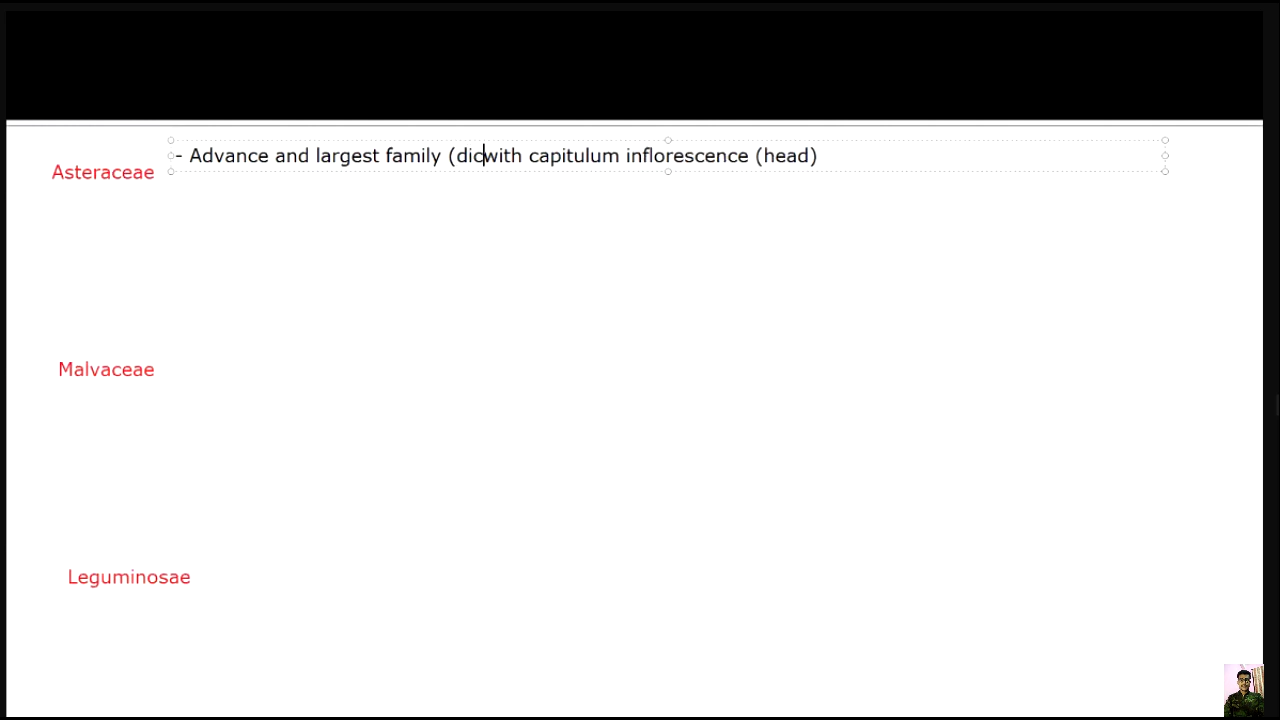 - Advance and largest family (dicwith capitulum inflorescence (head)
Asteraceae
Malvaceae
Leguminosae